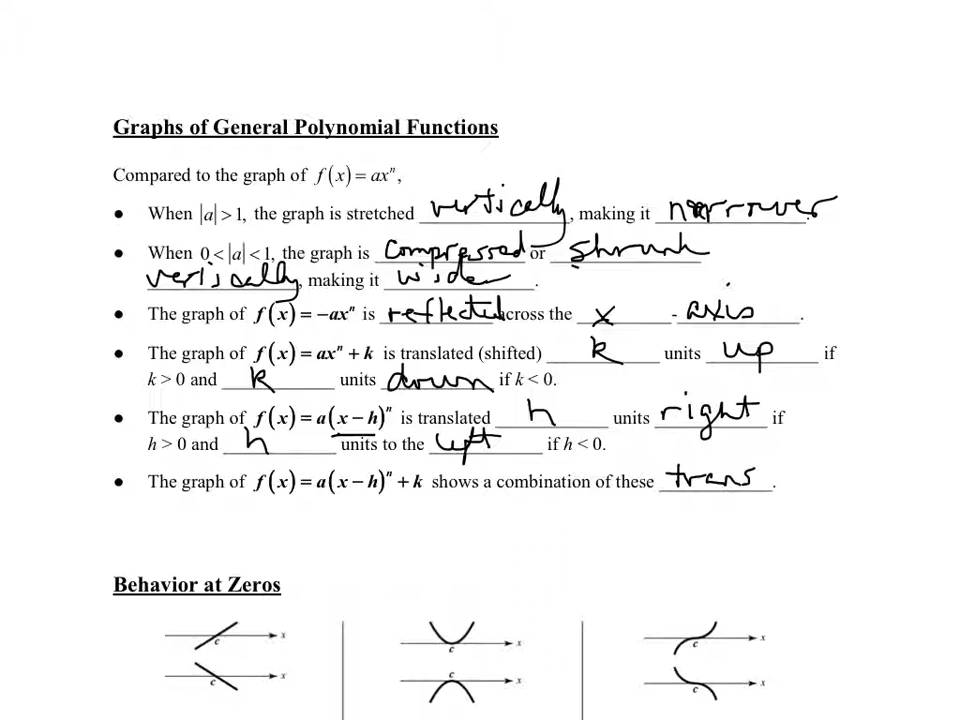 Graphs of General Polynomial Functions
Compared to the graph of f(x) = axⁿ,
• When |a| > 1, the graph is stretched vertically, making it narrower.
• When 0 < |a| < 1, the graph is compressed or shrunk
vertically, making it wider.
• The graph of f(x) = −axⁿ is reflected across the x - axis.
• The graph of f(x) = axⁿ + k is translated (shifted) k units up if
k > 0 and k units down if k < 0.
• The graph of f(x) = a(x − h)ⁿ is translated h units right if
h > 0 and h units to the left if h < 0.
• The graph of f(x) = a(x − h)ⁿ + k shows a combination of these trans.
Behavior at Zeros
c x c x c x
c x c x c x